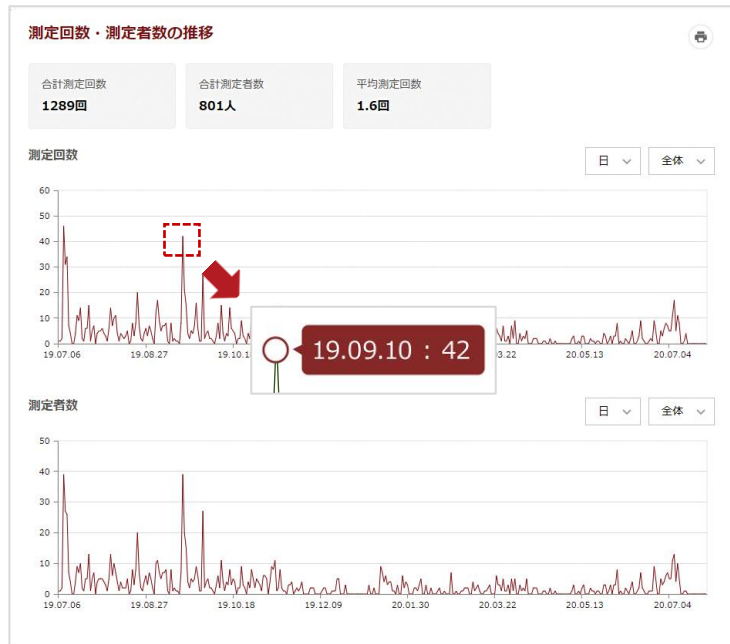 測定回数・測定者数の推移
合計測定回数
1289回
合計測定者数
801人
平均測定回数
1.6回
測定回数
日
全体
60
50
40
30
20
10
0
19.07.06 19.08.27 19.10.1 3.22 20.05.13 20.07.04
19.09.10 : 42
測定者数
日
全体
50
40
30
20
10
0
19.07.06 19.08.27 19.10.18 19.12.09 20.01.30 20.03.22 20.05.13 20.07.04